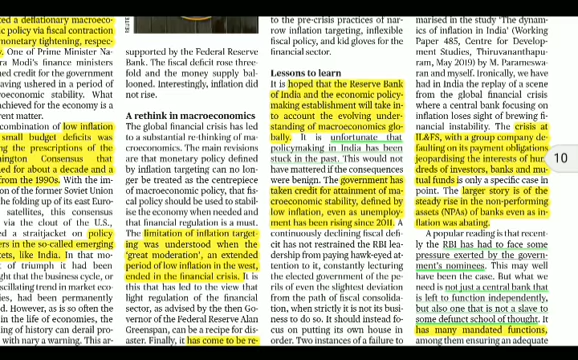 ed a deflationary macroeco-
c policy via fiscal contraction
monetary tightening, respec-
y. One of Prime Minister Na-
ra Modi's finance ministers
ned credit for the government
aving ushered in a period of
oeconomic stability. What
achieved for the economy is a
rent matter.
ombination of low inflation
small budget deficits was
ng the prescriptions of the
ington Consensus that
ed for about a decade and a
from the 1990s. With the in-
on of the former Soviet Union
he folding up of its east Euro-
satellites, this consensus
via the clout of the U.S.,
d a straitjacket on policy
ers in the so-called emerging
ets, like India. In that mo-
of triumph it had been
ght that the business cycle, or
scillating trend in market eco-
ies, had been permanently
ed. However, as is so often the
in the life of economies, the
ing of history can derail pro-
with nary a warning. This ar-
REUTERS
supported by the Federal Reserve
Bank. The fiscal deficit rose three-
fold and the money supply bal-
looned. Interestingly, inflation did
not rise.
A rethink in macroeconomics
The global financial crisis has led
to a substantial re-thinking of ma-
croeconomics. The main revisions
are that monetary policy defined
by inflation targeting can no lon-
ger be treated as the centrepiece
of macroeconomic policy, that fis-
cal policy should be used to stabil-
ise the economy when needed and
that financial regulation is a must.
The limitation of inflation target-
ing was understood when the
'great moderation', an extended
period of low inflation in the west,
ended in the financial crisis. It is
this that has led to the view that
light regulation of the financial
sector, as advised by the then Go-
vernor of the Federal Reserve Alan
Greenspan, can be a recipe for dis-
aster. Finally, it has come to be re-
to the pre-crisis practices of nar-
row inflation targeting, inflexible
fiscal policy, and kid gloves for the
financial sector.
Lessons to learn
It is hoped that the Reserve Bank
of India and the economic policy-
making establishment will take in-
to account the evolving under-
standing of macroeconomics glo-
bally. It is unfortunate that
policymaking in India has been
stuck in the past. This would not
have mattered if the consequences
were benign. The government has
taken credit for attainment of ma-
croeconomic stability, defined by
low inflation, even as unemploy-
ment has been rising since 2011. A
continuously declining fiscal defi-
cit has not restrained the RBI lea-
dership from paying hawk-eyed at-
tention to it, constantly lecturing
the elected government of the pe-
rils of even the slightest deviation
from the path of fiscal consolida-
tion, when strictly it is not its busi-
ness to do so. It should instead fo-
cus on putting its own house in
order. Two instances of a failure to
marised in the study 'The dynam-
ics of inflation in India' (Working
Paper 485, Centre for Develop-
ment Studies, Thiruvananthapu-
ram, May 2019) by M. Parameswa-
ran and myself. Ironically, we have
had in India the replay of a scene
from the global financial crisis
where a central bank focusing on
inflation loses sight of brewing fi-
nancial instability. The crisis at
IL&FS, with a group company de-
faulting on its payment obligations
jeopardising the interests of hun-
dreds of investors, banks and mu-
tual funds is only a specific case in
point. The larger story is of the
steady rise in the non-performing
assets (NPAs) of banks even as in-
flation was abating.
A popular reading is that recent-
ly the RBI has had to face some
pressure exerted by the govern-
ment's nominees. This may well
have been the case. But what we
need is not just a central bank that
is left to function independently,
but also one that is not a slave to
some defunct school of thought. It
has many mandated functions,
among them ensuring an adequate
10